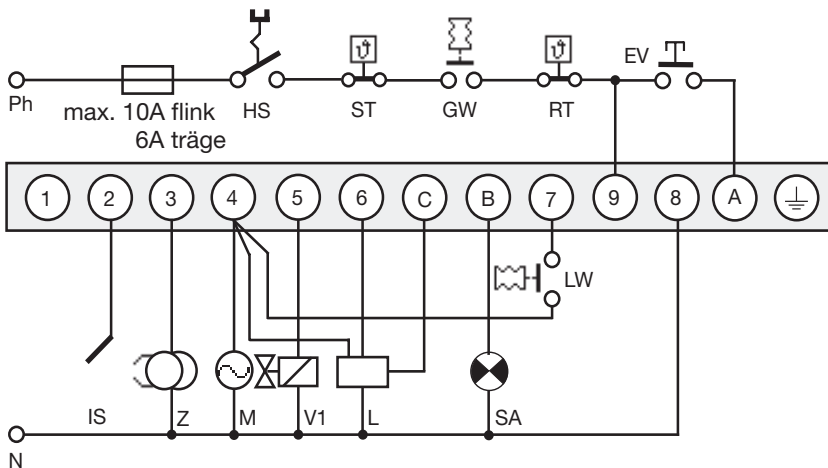 Ph
max. 10A flink
6A träge
HS
ST
GW
RT
EV
1 2 3 4 5 6 C B 7 9 8 A
LW
IS Z M V1 L SA
N